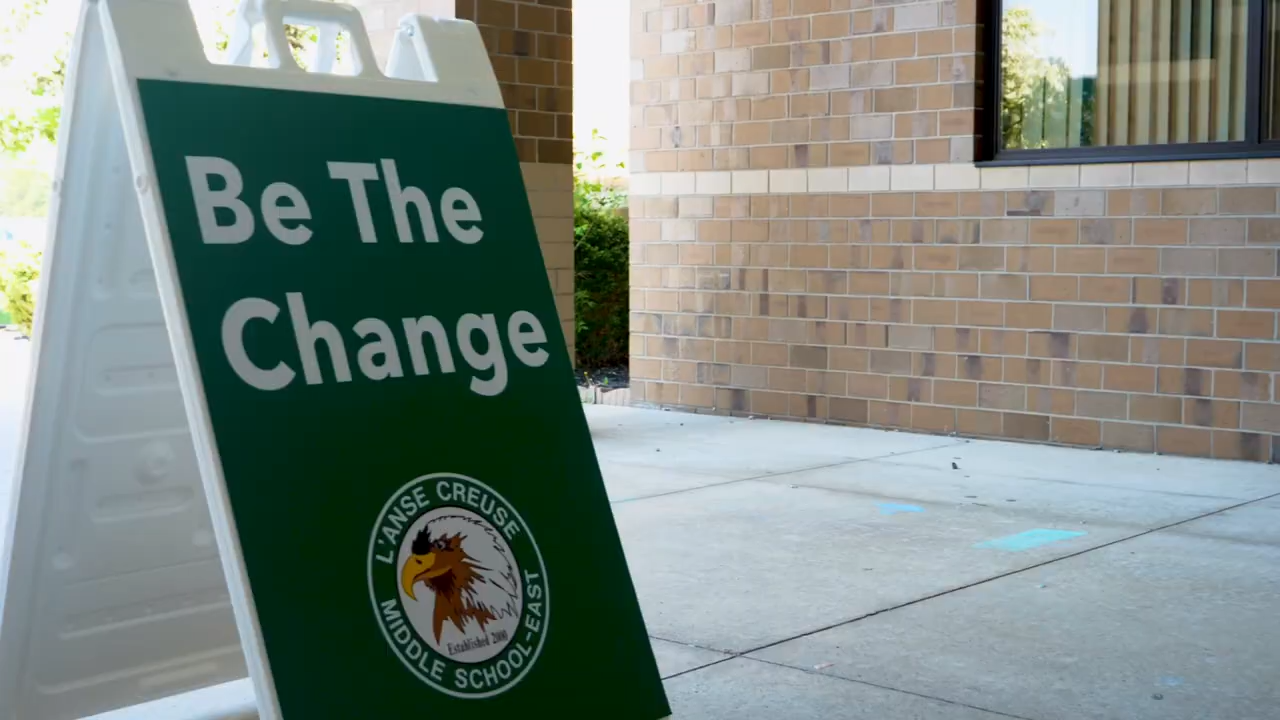 Be The
Change
L'ANSE CREUSE
MIDDLE SCHOOL-EAST
Established 2000